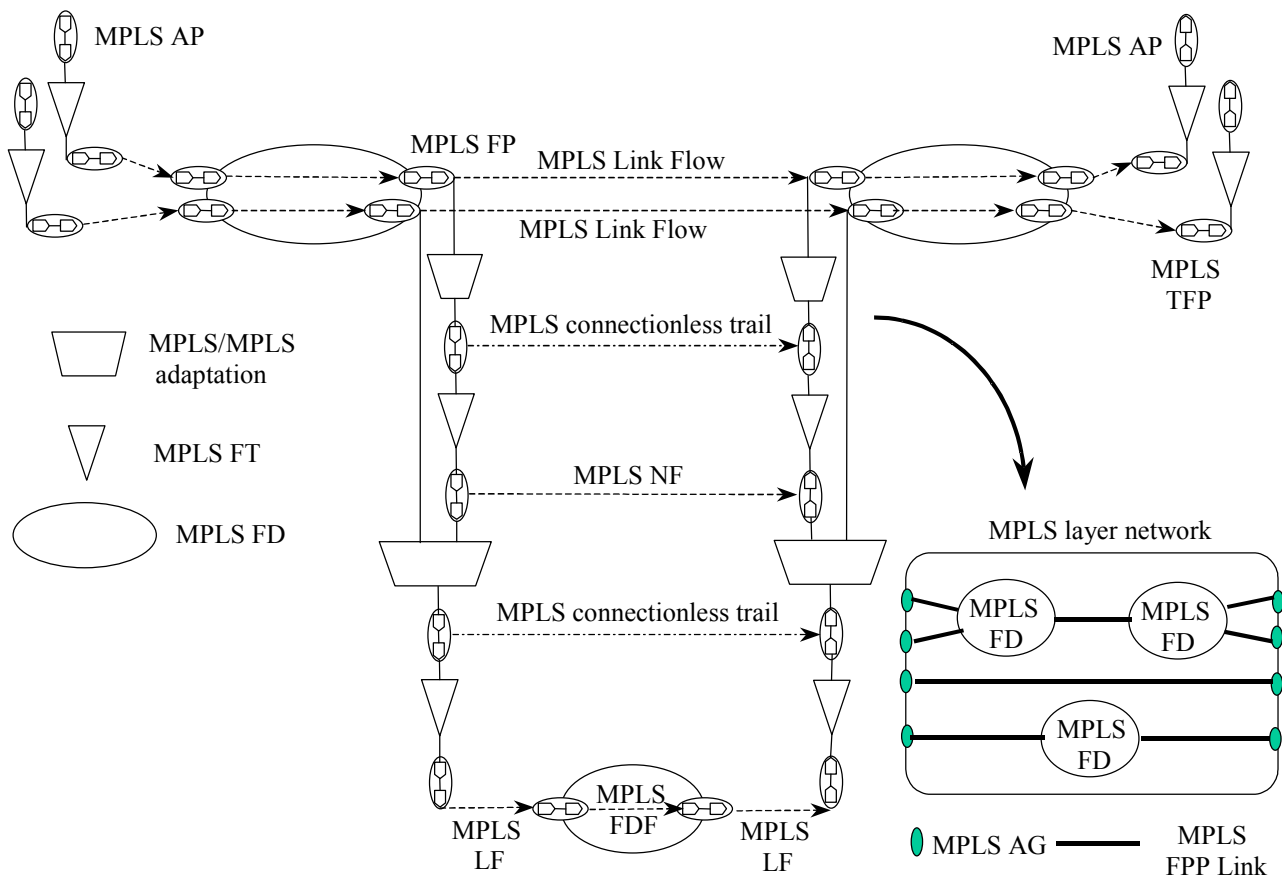 MPLS AP
MPLS AP
MPLS FP
MPLS Link Flow
MPLS Link Flow
MPLS
TFP
MPLS connectionless trail
MPLS/MPLS
adaptation
MPLS FT
MPLS NF
MPLS FD
MPLS layer network
MPLS
FD
MPLS
FD
MPLS connectionless trail
MPLS
FD
MPLS
FDF
MPLS
LF
MPLS
LF
MPLS AG
MPLS
FPP Link